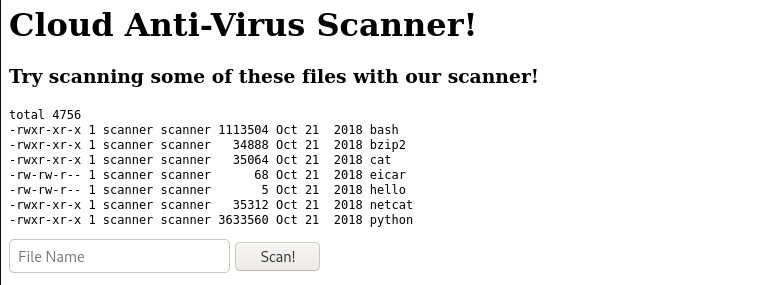 Cloud Anti-Virus Scanner!
Try scanning some of these files with our scanner!
total 4756
-rwxr-xr-x 1 scanner scanner 1113504 Oct 21  2018 bash
-rwxr-xr-x 1 scanner scanner   34888 Oct 21  2018 bzip2
-rwxr-xr-x 1 scanner scanner   35064 Oct 21  2018 cat
-rw-rw-r-- 1 scanner scanner      68 Oct 21  2018 eicar
-rw-rw-r-- 1 scanner scanner       5 Oct 21  2018 hello
-rwxr-xr-x 1 scanner scanner   35312 Oct 21  2018 netcat
-rwxr-xr-x 1 scanner scanner 3633560 Oct 21  2018 python
File Name Scan!